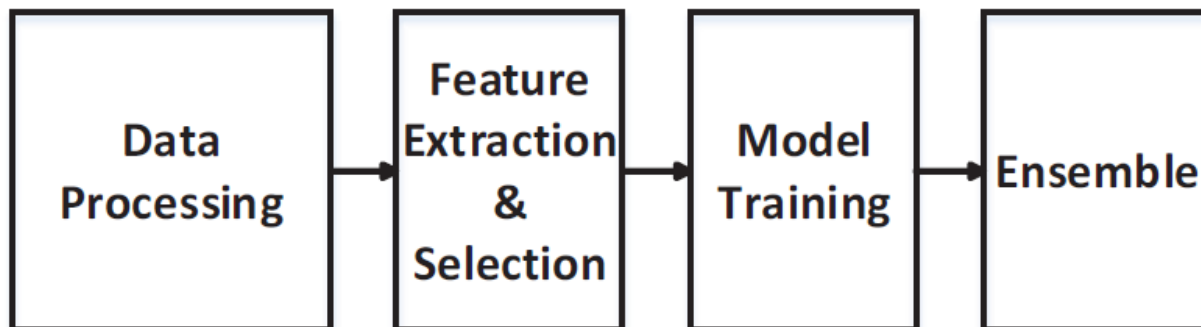 Data
Processing
Feature
Extraction
&
Selection
Model
Training
Ensemble